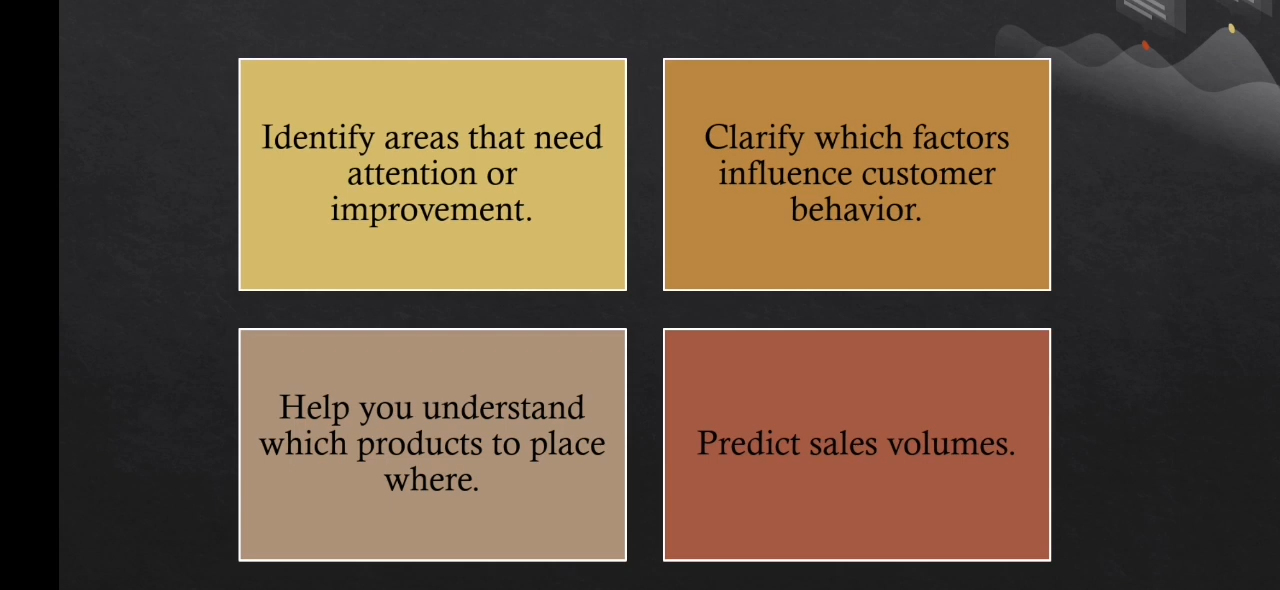 Identify areas that need
attention or
improvement.
Clarify which factors
influence customer
behavior.
Help you understand
which products to place
where.
Predict sales volumes.